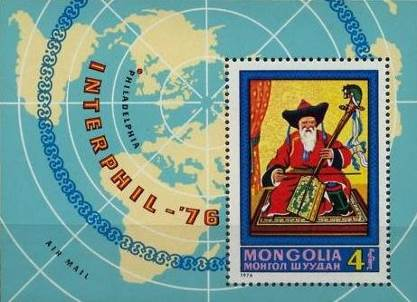 INTERPHIL - '76
PHILADELPHIA
AIR MAIL
MONGOLIA
МОНГОЛ ШУУДАН
4₮
1976